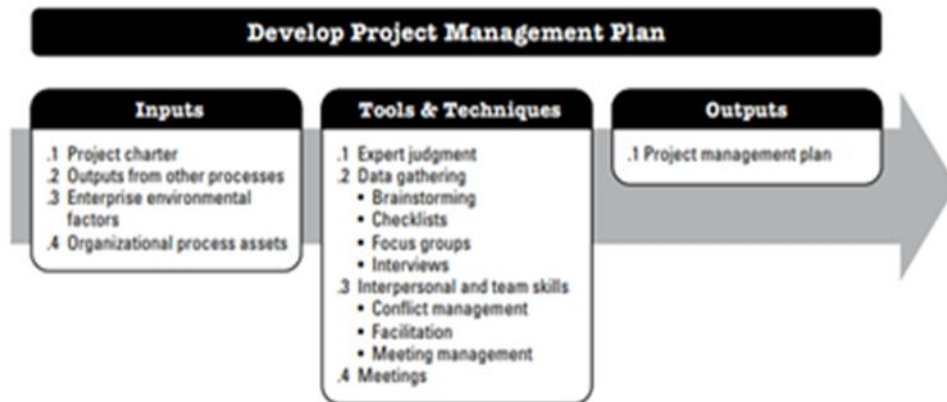 Develop Project Management Plan
Inputs
.1 Project charter
.2 Outputs from other processes
.3 Enterprise environmental
factors
.4 Organizational process assets
Tools & Techniques
.1 Expert judgment
.2 Data gathering
• Brainstorming
• Checklists
• Focus groups
• Interviews
.3 Interpersonal and team skills
• Conflict management
• Facilitation
• Meeting management
.4 Meetings
Outputs
.1 Project management plan